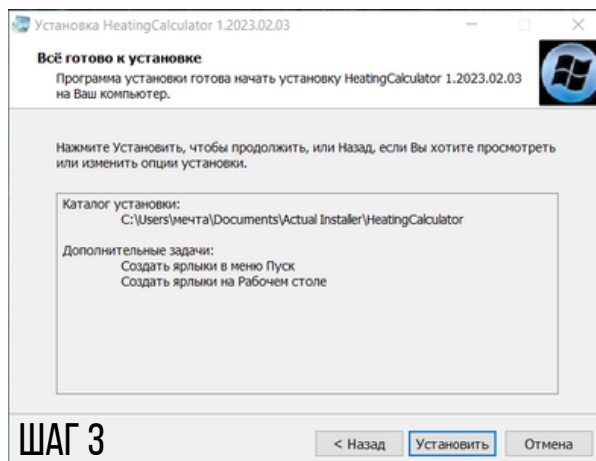 Установка HeatingCalculator 1.2023.02.03
Всё готово к установке
Программа установки готова начать установку HeatingCalculator 1.2023.02.03
на Ваш компьютер.
Нажмите Установить, чтобы продолжить, или Назад, если Вы хотите просмотреть
или изменить опции установки.
Каталог установки:
C:\Users\мечта\Documents\Actual Installer\HeatingCalculator
Дополнительные задачи:
Создать ярлыки в меню Пуск
Создать ярлыки на Рабочем столе
ШАГ 3
< Назад Установить Отмена